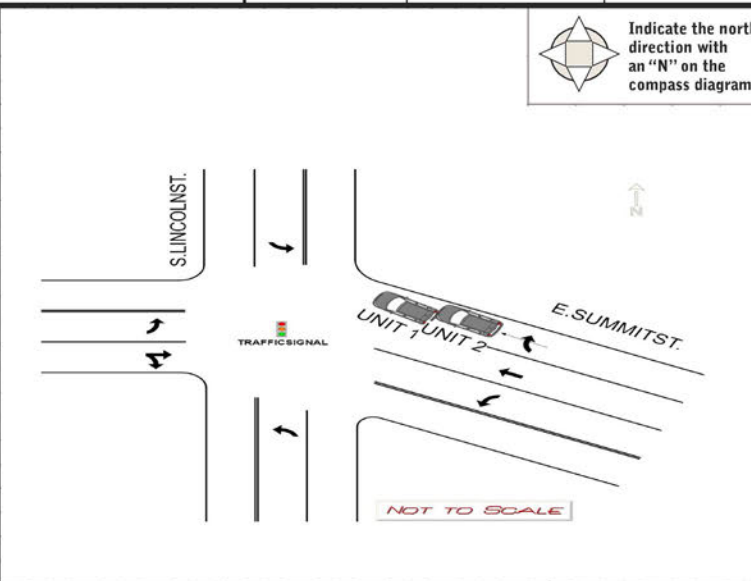 Indicate the north
direction with
an “N” on the
compass diagram
S.LINCOLNST.
N
E.SUMMITST.
UNIT 1
UNIT 2
TRAFFICSIGNAL
NOT TO SCALE